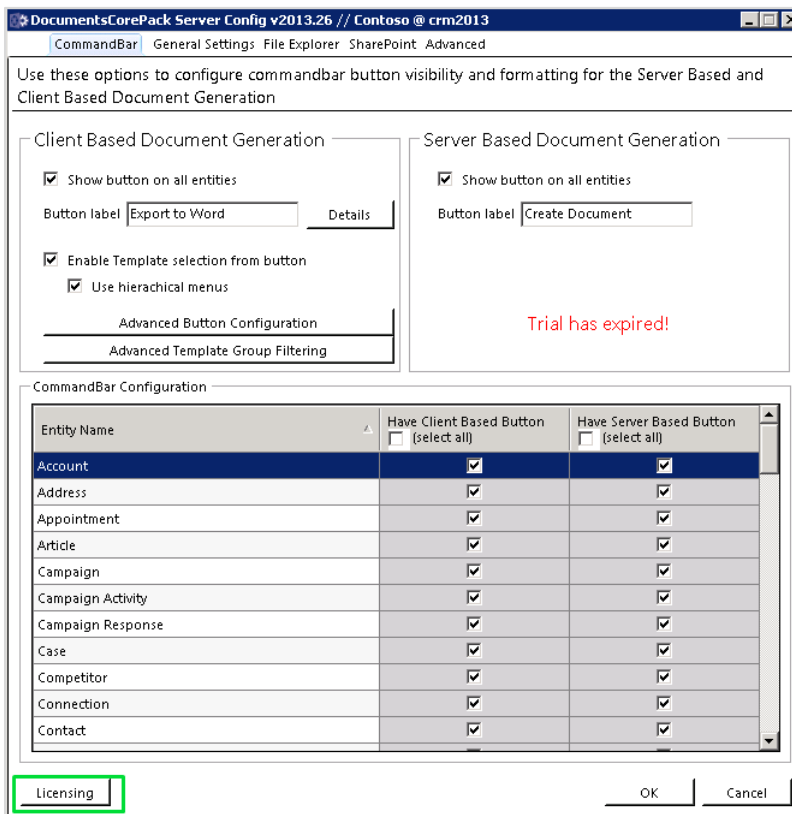 DocumentsCorePack Server Config v2013.26 // Contoso @ crm2013
CommandBar General Settings File Explorer SharePoint Advanced
Use these options to configure commandbar button visibility and formatting for the Server Based and
Client Based Document Generation
Client Based Document Generation
Show button on all entities
Button label Export to Word Details
Enable Template selection from button
Use hierachical menus
Advanced Button Configuration
Advanced Template Group Filtering
Server Based Document Generation
Show button on all entities
Button label Create Document
Trial has expired!
CommandBar Configuration
Entity Name
Have Client Based Button
(select all)
Have Server Based Button
(select all)
Account
Address
Appointment
Article
Campaign
Campaign Activity
Campaign Response
Case
Competitor
Connection
Contact
Licensing OK Cancel